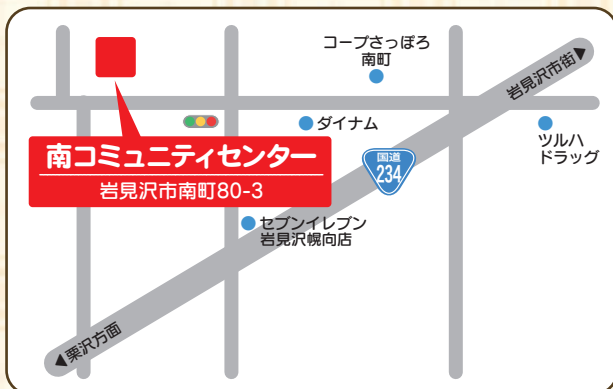 コープさっぽろ
南町
岩見沢市街▶
ダイナム
ツルハ
ドラッグ
南コミュニティセンター
岩見沢市南町80-3
国道
234
セブンイレブン
岩見沢幌向店
◀栗沢方面